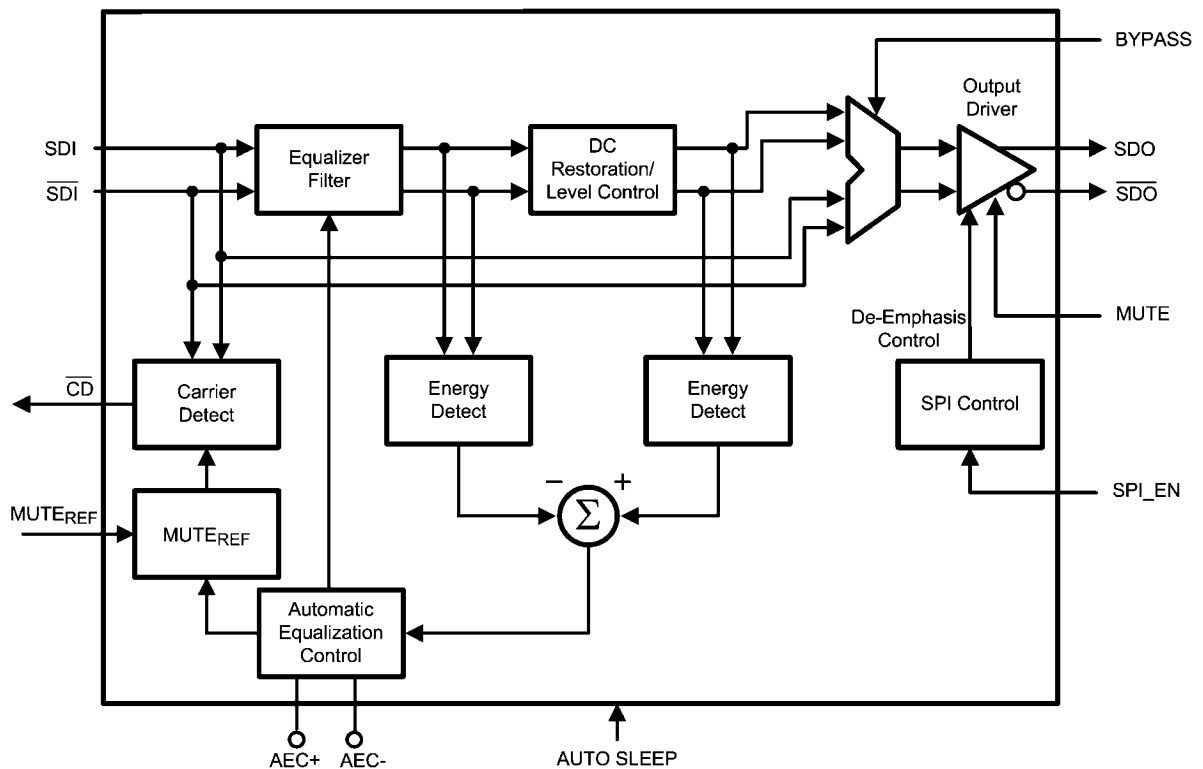 BYPASS
Output
Driver
SDI
Equalizer
Filter
DC
Restoration/
Level Control
SDO
SDI
SDO
De-Emphasis
Control
MUTE
CD
Carrier
Detect
Energy
Detect
Energy
Detect
SPI Control
− +
Σ
SPI_EN
MUTEREF
MUTEREF
Automatic
Equalization
Control
AEC+ AEC-
AUTO SLEEP